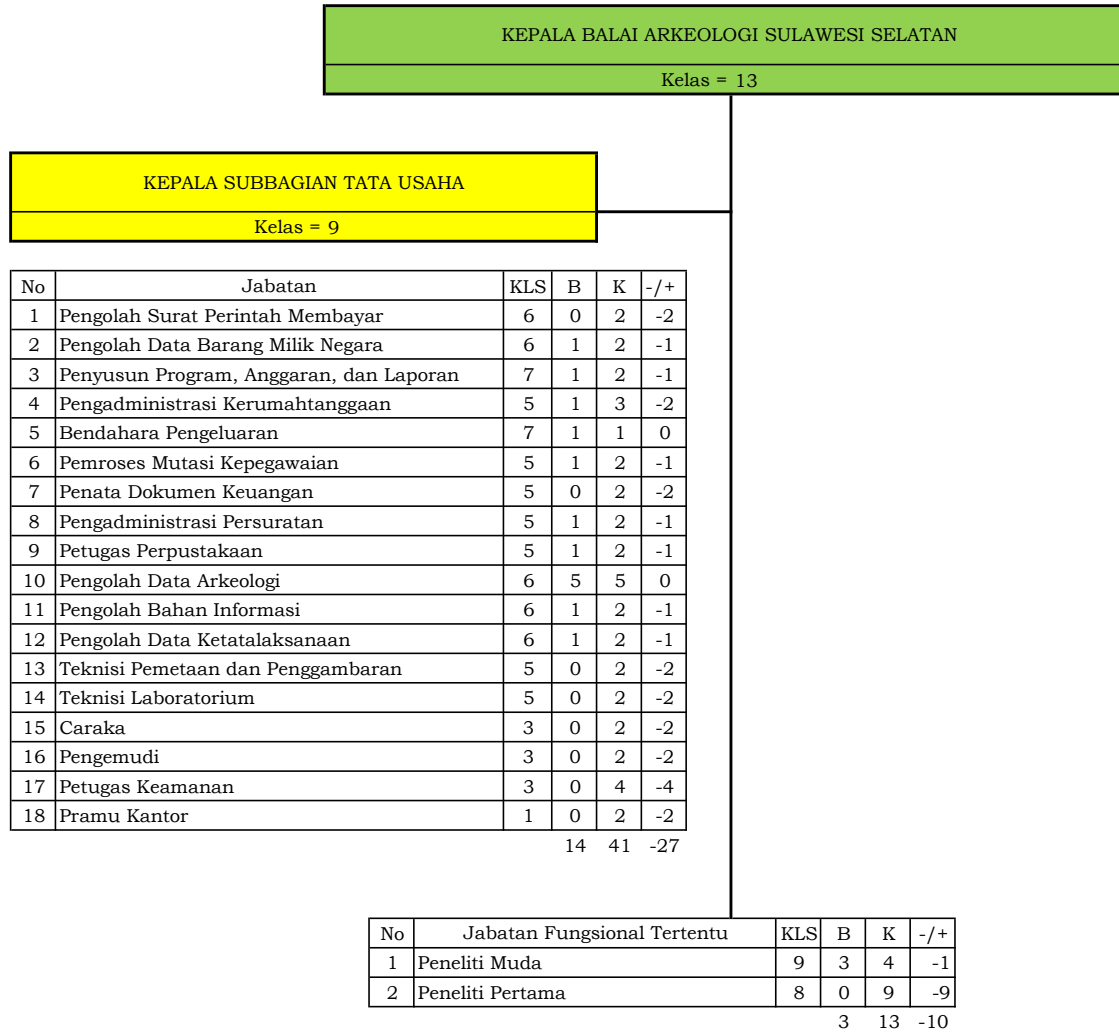 KEPALA BALAI ARKEOLOGI SULAWESI SELATAN
Kelas = 13
KEPALA SUBBAGIAN TATA USAHA
Kelas = 9
No Jabatan KLS B K -/+
1 Pengolah Surat Perintah Membayar 6 0 2 -2
2 Pengolah Data Barang Milik Negara 6 1 2 -1
3 Penyusun Program, Anggaran, dan Laporan 7 1 2 -1
4 Pengadministrasi Kerumahtanggaan 5 1 3 -2
5 Bendahara Pengeluaran 7 1 1 0
6 Pemroses Mutasi Kepegawaian 5 1 2 -1
7 Penata Dokumen Keuangan 5 0 2 -2
8 Pengadministrasi Persuratan 5 1 2 -1
9 Petugas Perpustakaan 5 1 2 -1
10 Pengolah Data Arkeologi 6 5 5 0
11 Pengolah Bahan Informasi 6 1 2 -1
12 Pengolah Data Ketatalaksanaan 6 1 2 -1
13 Teknisi Pemetaan dan Penggambaran 5 0 2 -2
14 Teknisi Laboratorium 5 0 2 -2
15 Caraka 3 0 2 -2
16 Pengemudi 3 0 2 -2
17 Petugas Keamanan 3 0 4 -4
18 Pramu Kantor 1 0 2 -2
14 41 -27
No Jabatan Fungsional Tertentu KLS B K -/+
1 Peneliti Muda 9 3 4 -1
2 Peneliti Pertama 8 0 9 -9
3 13 -10